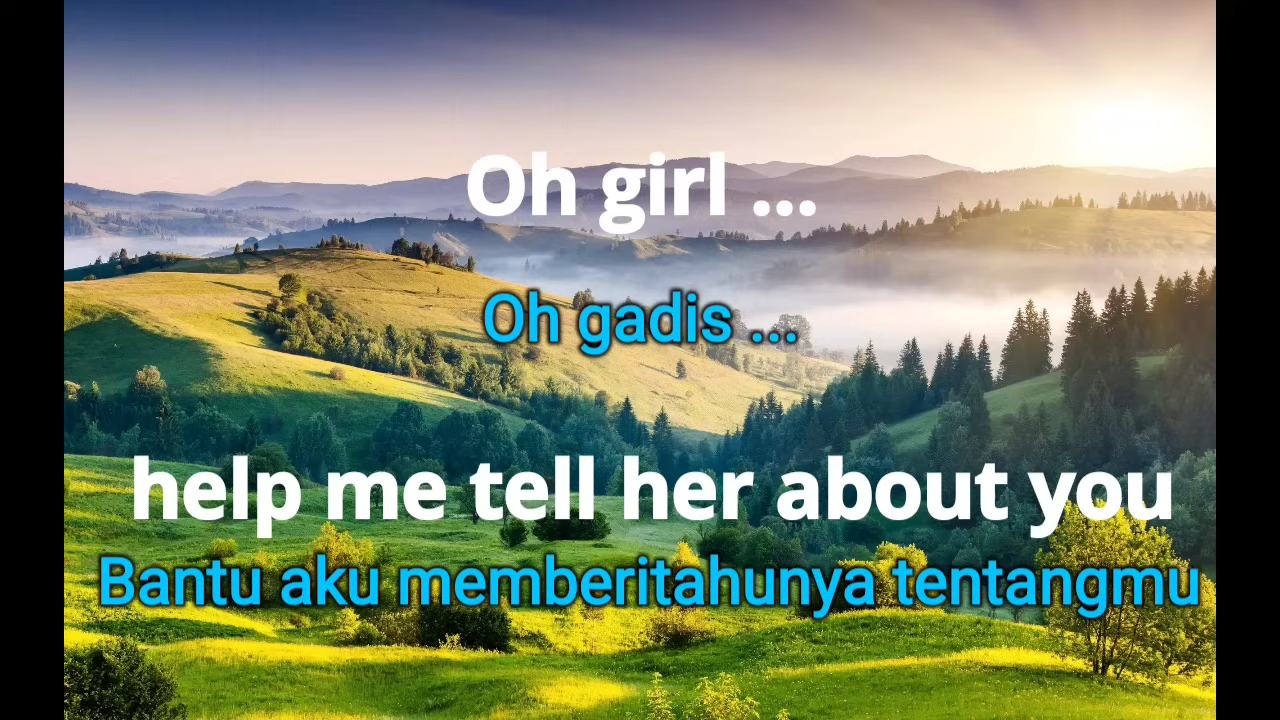 Oh girl ...
Oh gadis ...
help me tell her about you
Bantu aku memberitahunya tentangmu